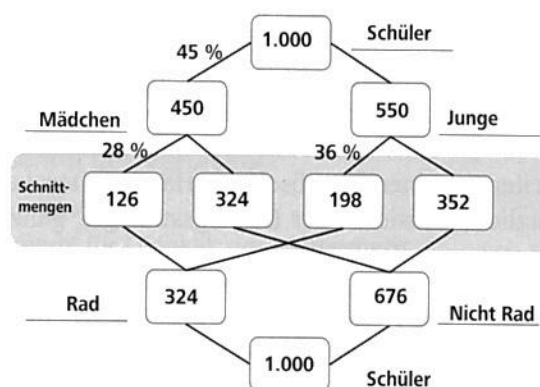 1.000
Schüler
45 %
450
550
Mädchen
Junge
28 %
36 %
Schnitt-
mengen
126
324
198
352
Rad
324
676
Nicht Rad
1.000
Schüler